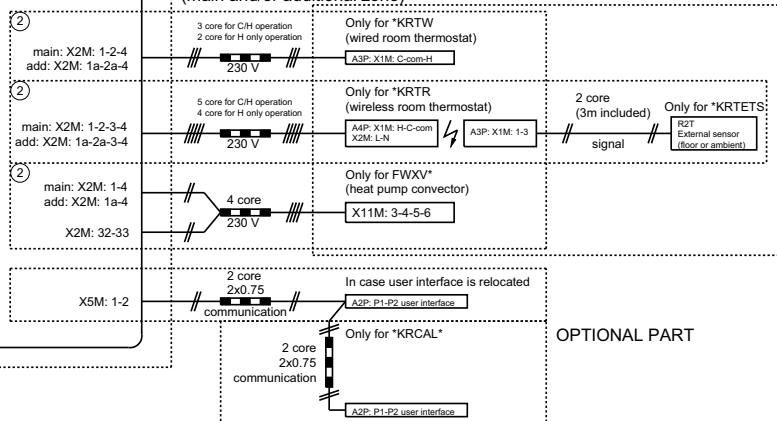 (main and/or additional zone)
2
3 core for C/H operation
2 core for H only operation
Only for *KRTW
(wired room thermostat)
main: X2M: 1-2-4
add: X2M: 1a-2a-4
230 V
A3P: X1M: C-com-H
2
5 core for C/H operation
4 core for H only operation
Only for *KRTR
(wireless room thermostat)
2 core
(3m included)
signal
Only for *KRTETS
main: X2M: 1-2-3-4
add: X2M: 1a-2a-3-4
230 V
A4P: X1M: H-C-com
X2M: L-N
A3P: X1M: 1-3
R2T
External sensor
(floor or ambient)
2
main: X2M: 1-4
add: X2M: 1a-4
X2M: 32-33
4 core
230 V
Only for FWXV*
(heat pump convector)
X11M: 3-4-5-6
X5M: 1-2
2 core
2x0.75
communication
In case user interface is relocated
A2P: P1-P2 user interface
Only for *KRCAL*
OPTIONAL PART
2 core
2x0.75
communication
A2P: P1-P2 user interface